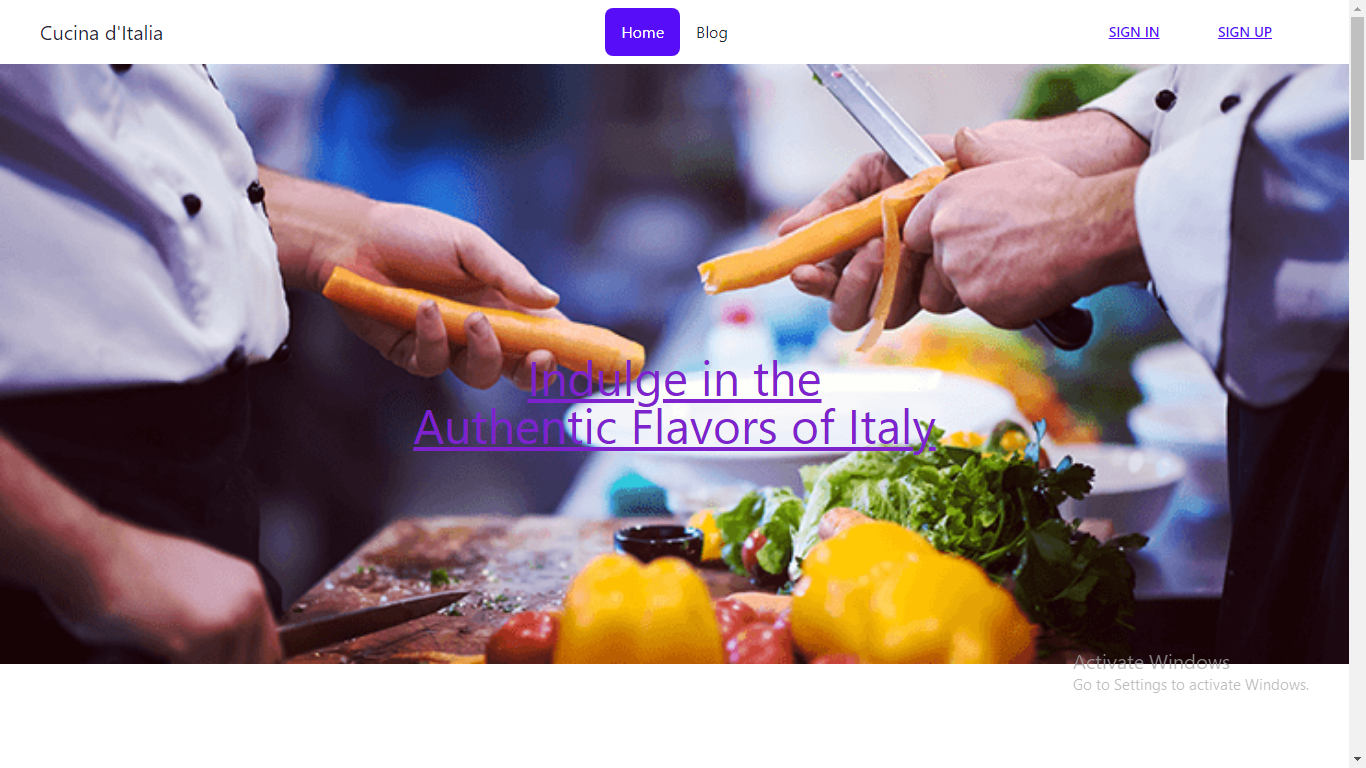 Cucina d'Italia
Home
Blog
SIGN IN
SIGN UP
Indulge in the
Authentic Flavors of Italy
Activate Windows
Go to Settings to activate Windows.